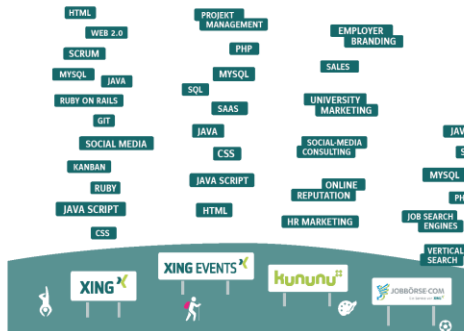 HTML
WEB 2.0
SCRUM
MYSQL
JAVA
RUBY ON RAILS
GIT
SOCIAL MEDIA
KANBAN
RUBY
JAVA SCRIPT
CSS
XING
PROJEKT
MANAGEMENT
PHP
MYSQL
SQL
SAAS
JAVA
CSS
JAVA SCRIPT
HTML
XING EVENTS
EMPLOYER
BRANDING
SALES
UNIVERSITY
MARKETING
SOCIAL-MEDIA
CONSULTING
ONLINE
REPUTATION
HR MARKETING
kununu
MYSQL
JOB SEARCH
ENGINES
VERTICAL
SEARCH
JOBBÖRSE·COM